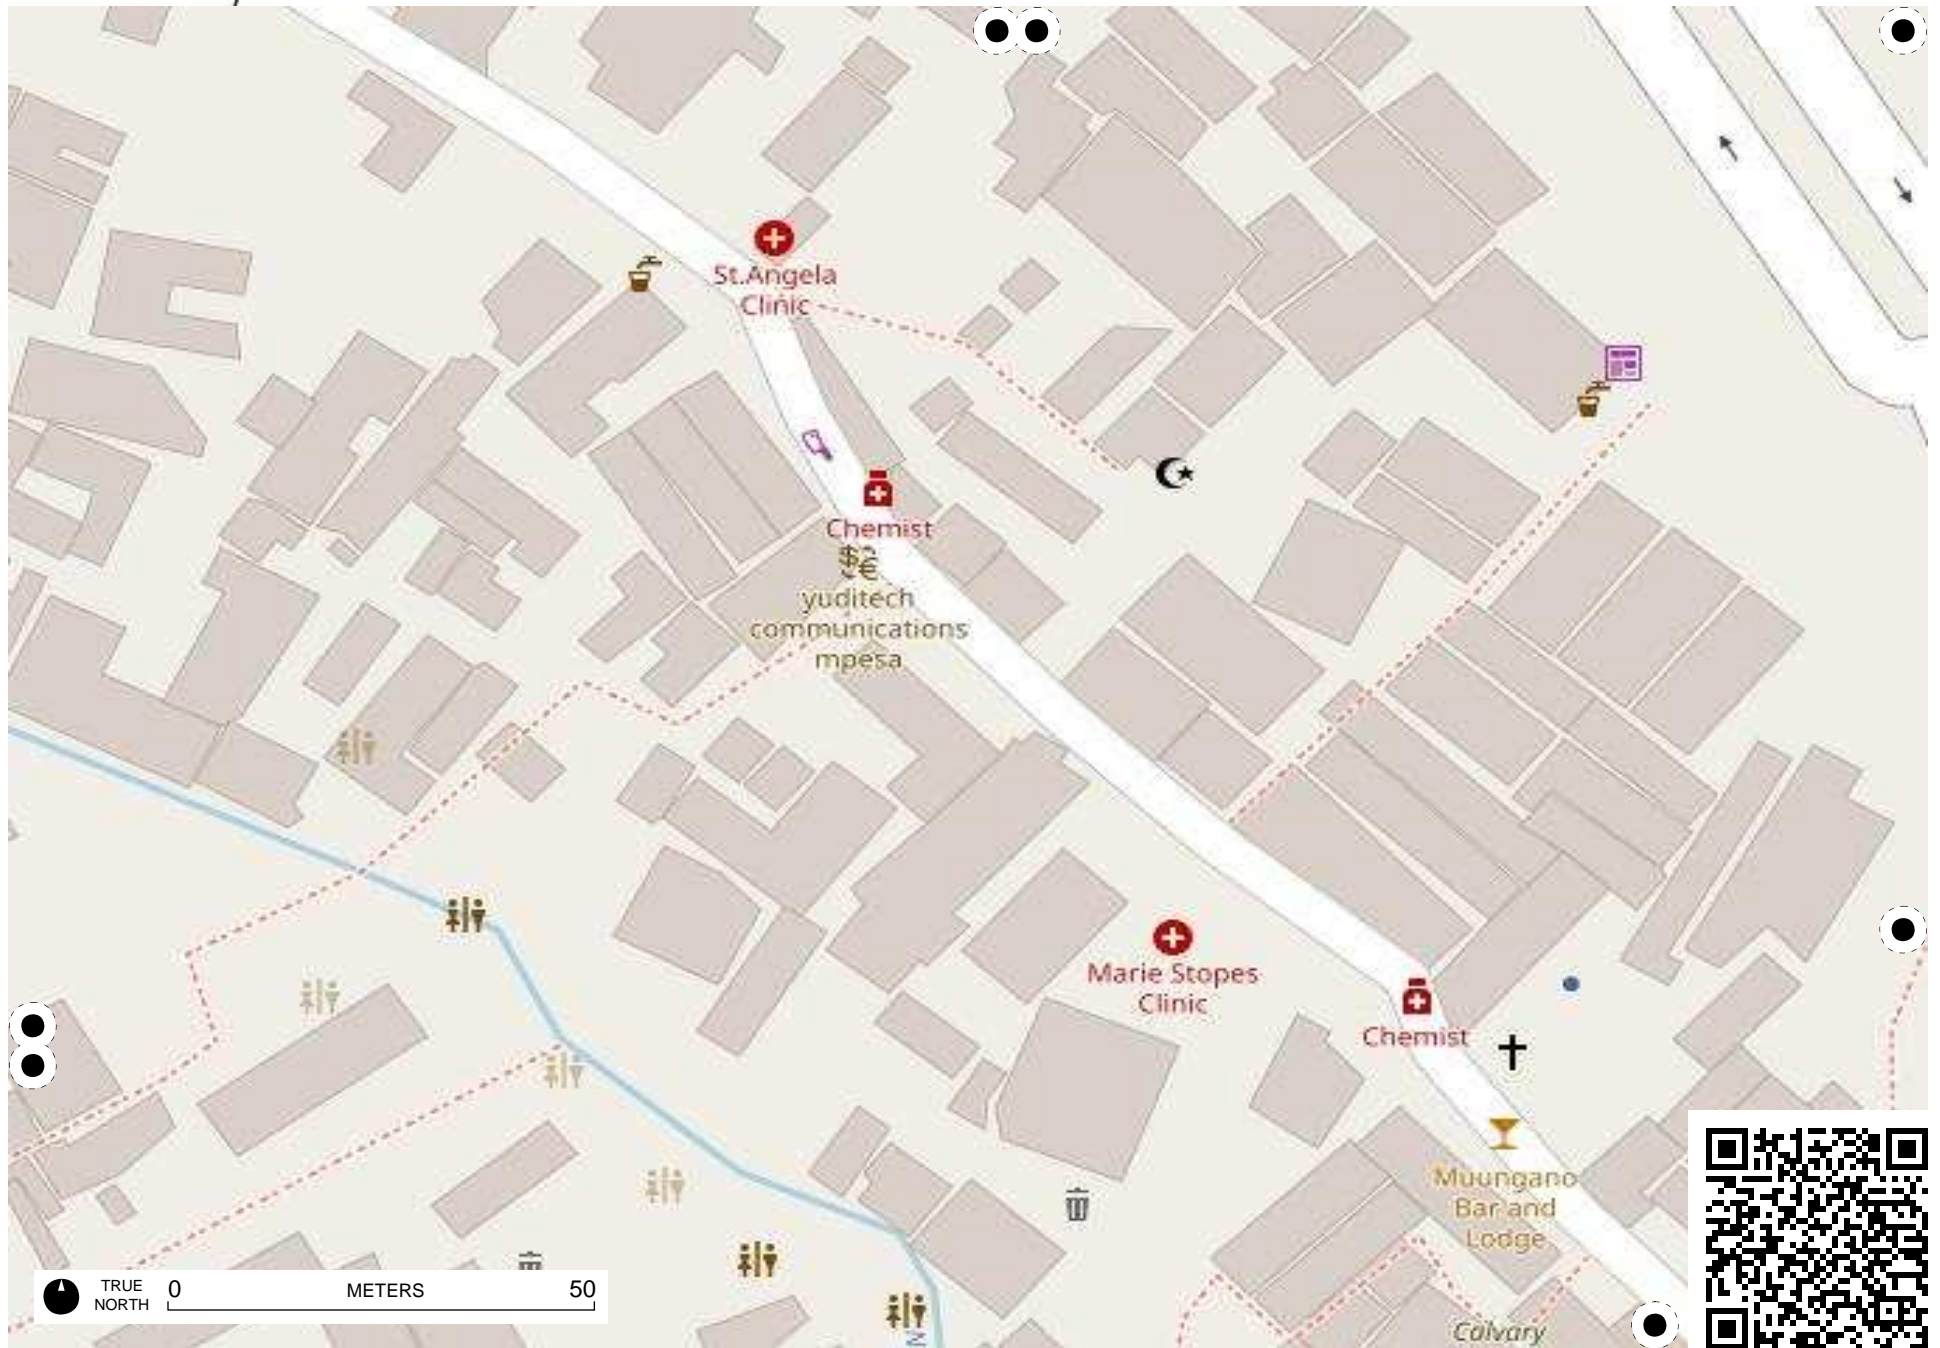 St.Angela
Clinic
Chemist
yuditech
communications
mpesa
Marie Stopes
Clinic
Chemist
Muungano
Bar and
Lodge
Calvary
TRUE
NORTH
0
METERS
50